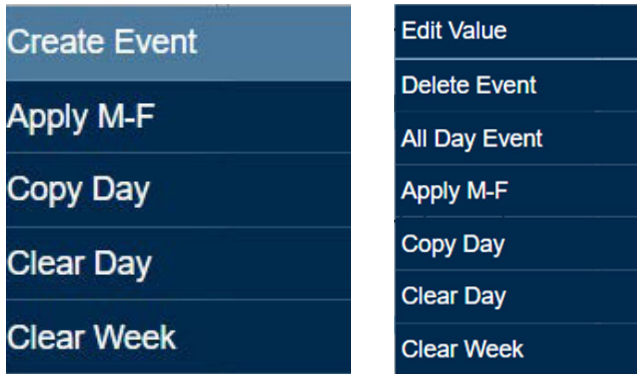 Create Event
Apply M-F
Copy Day
Clear Day
Clear Week
Edit Value
Delete Event
All Day Event
Apply M-F
Copy Day
Clear Day
Clear Week